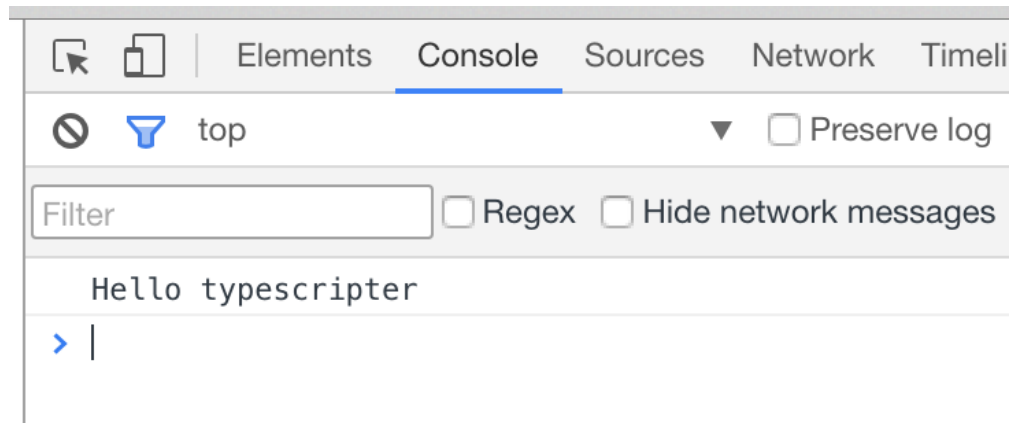 Elements Console Sources Network Timeli
top ▼ Preserve log
Filter Regex Hide network messages
Hello typescripter
>